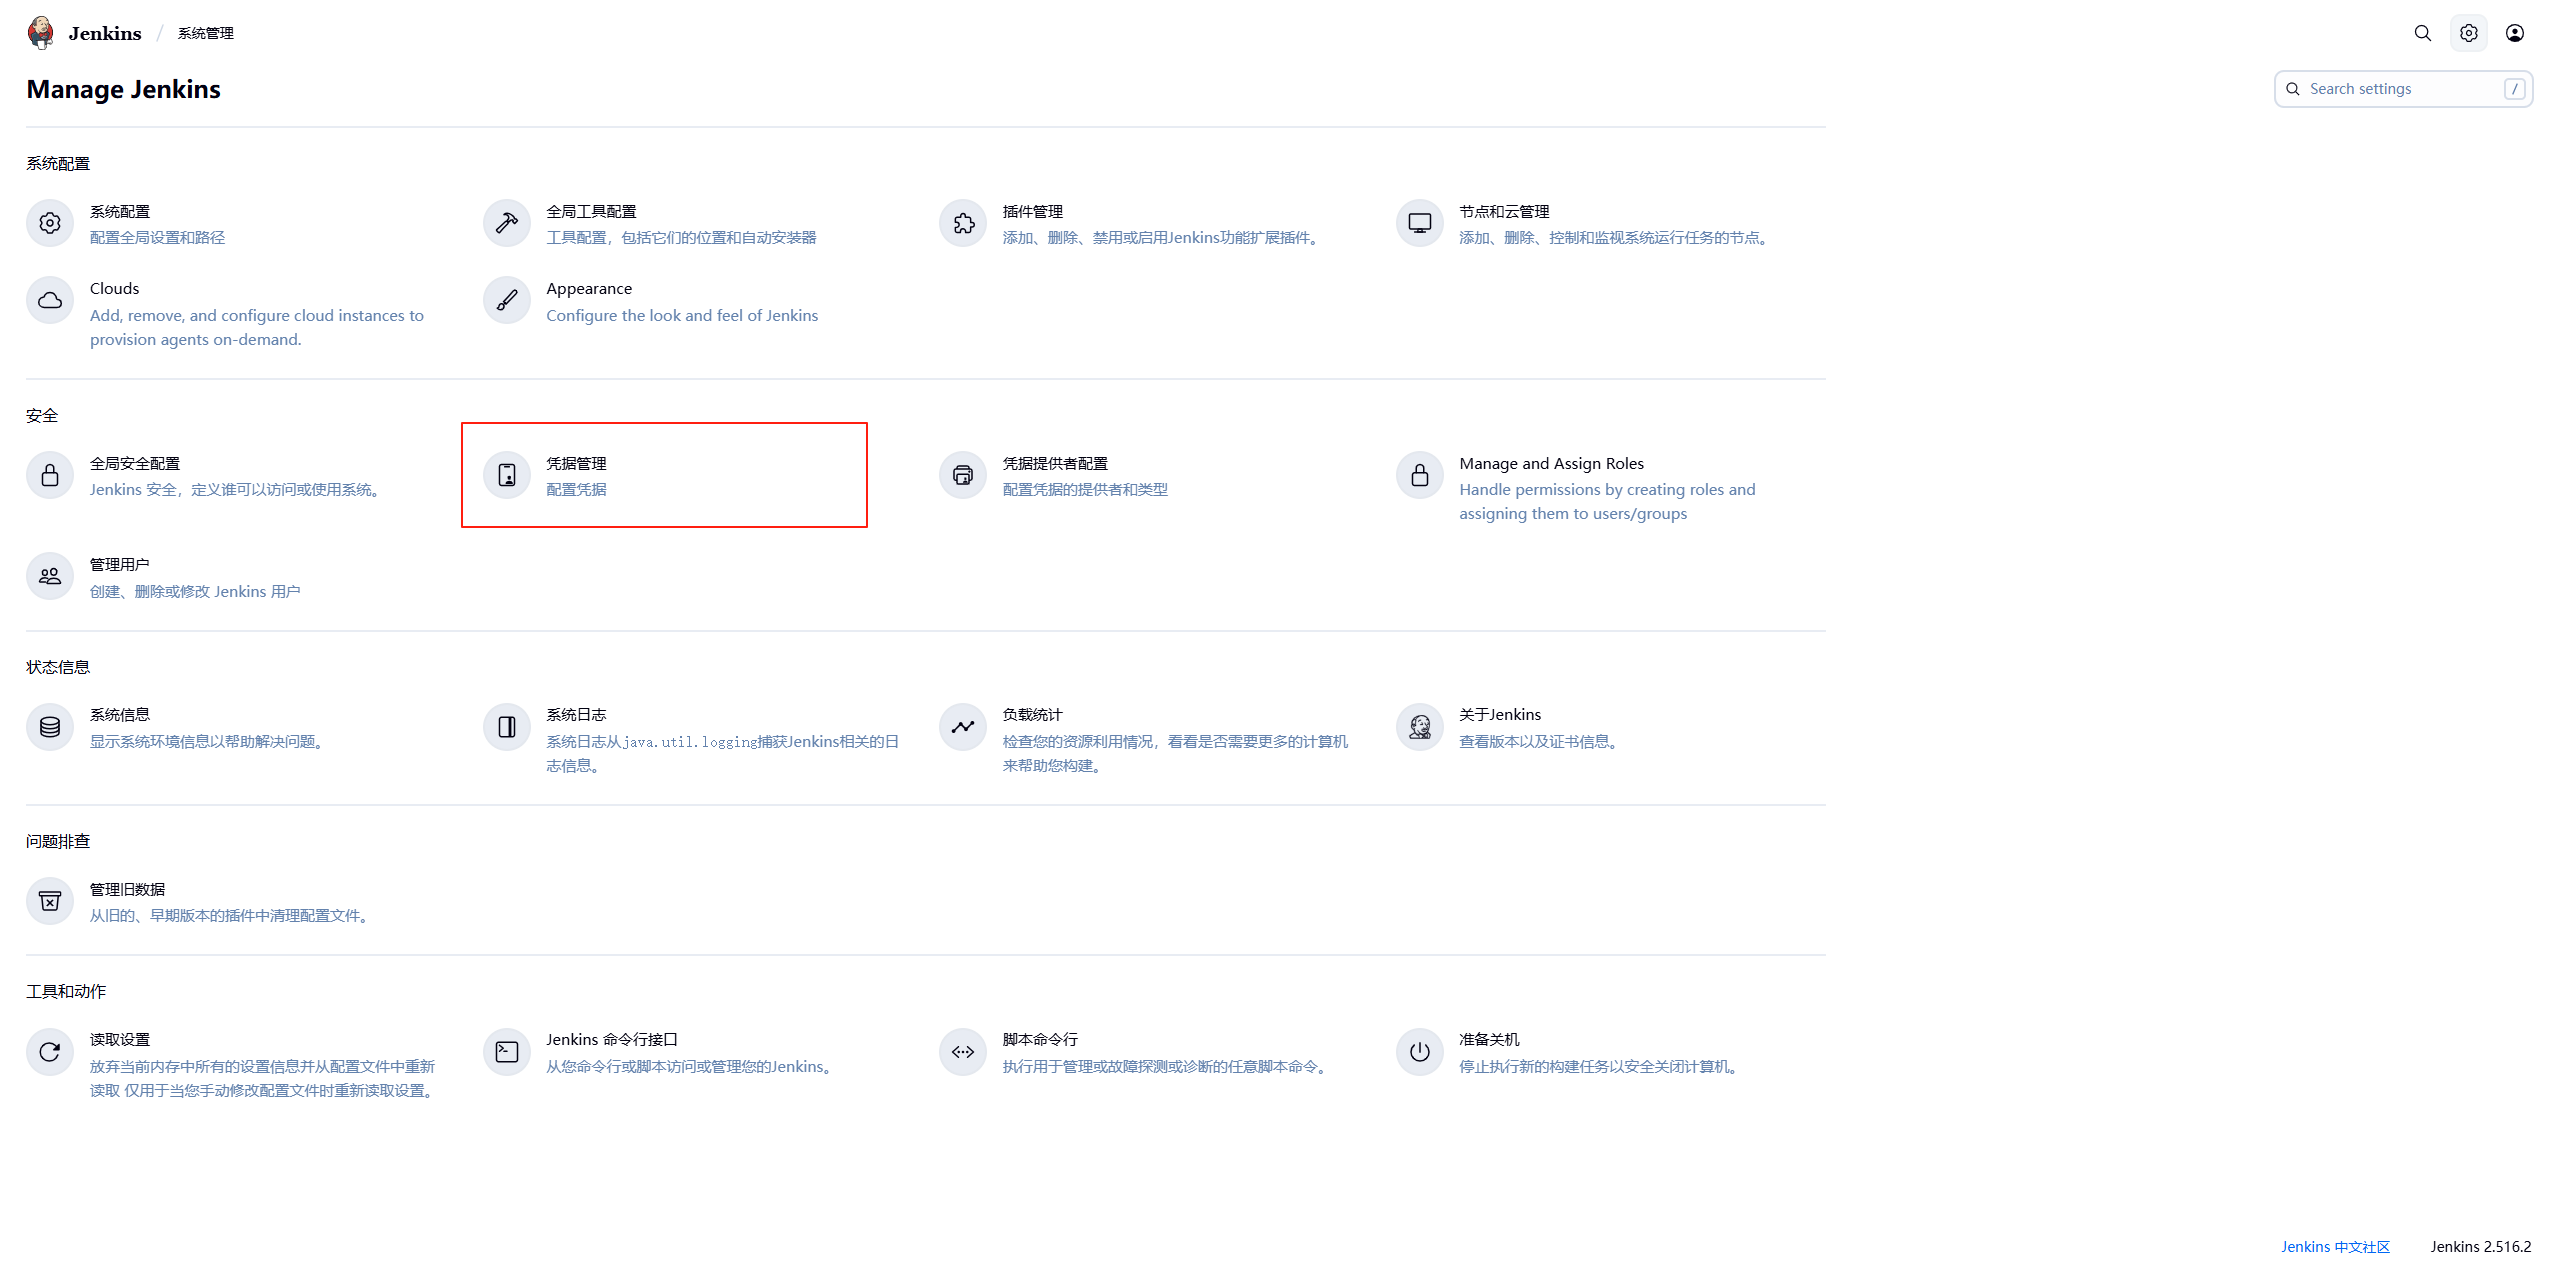 Jenkins / 系统管理
Manage Jenkins
Search settings /
系统配置
系统配置
配置全局设置和路径
全局工具配置
工具配置，包括它们的位置和自动安装器
插件管理
添加、删除、禁用或启用Jenkins功能扩展插件。
节点和云管理
添加、删除、控制和监视系统运行任务的节点。
Clouds
Add, remove, and configure cloud instances to
provision agents on-demand.
Appearance
Configure the look and feel of Jenkins
安全
全局安全配置
Jenkins 安全，定义谁可以访问或使用系统。
凭据管理
配置凭据
凭据提供者配置
配置凭据的提供者和类型
Manage and Assign Roles
Handle permissions by creating roles and
assigning them to users/groups
管理用户
创建、删除或修改 Jenkins 用户
状态信息
系统信息
显示系统环境信息以帮助解决问题。
系统日志
系统日志从java.util.logging捕获Jenkins相关的日
志信息。
负载统计
检查您的资源利用情况，看看是否需要更多的计算机
来帮助您构建。
关于Jenkins
查看版本以及证书信息。
问题排查
管理旧数据
从旧的、早期版本的插件中清理配置文件。
工具和动作
读取设置
放弃当前内存中所有的设置信息并从配置文件中重新
读取 仅用于当您手动修改配置文件时重新读取设置。
Jenkins 命令行接口
从您命令行或脚本访问或管理您的Jenkins。
脚本命令行
执行用于管理或故障探测或诊断的任意脚本命令。
准备关机
停止执行新的构建任务以安全关闭计算机。
Jenkins 中文社区
Jenkins 2.516.2